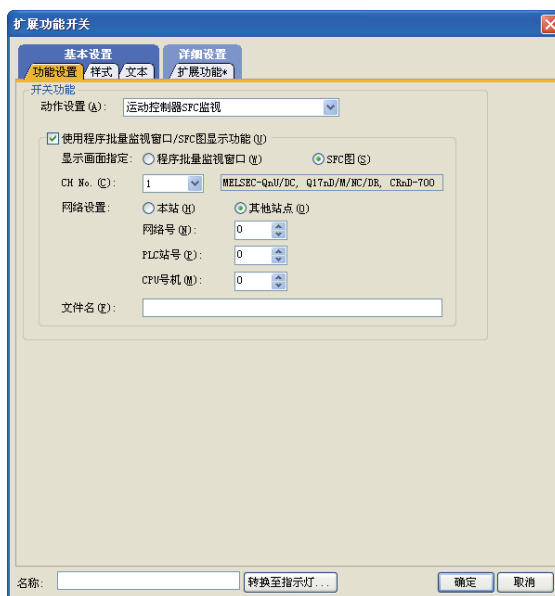 扩展功能开关
基本设置 详细设置
功能设置 样式 文本 扩展功能*
开关功能
动作设置(A): 运动控制器SFC监视
使用程序批量监视窗口/SFC图显示功能(U)
显示画面指定: 程序批量监视窗口(W) SFC图(S)
CH No.(C): 1 MELSEC-QnU/DC, Q17nD/M/NC/DR, CRnD-700
网络设置: 本站(H) 其他站点(O)
网络号(N): 0
PLC站号(P): 0
CPU号机(M): 0
文件名(F):
名称: 转换至指示灯... 确定 取消